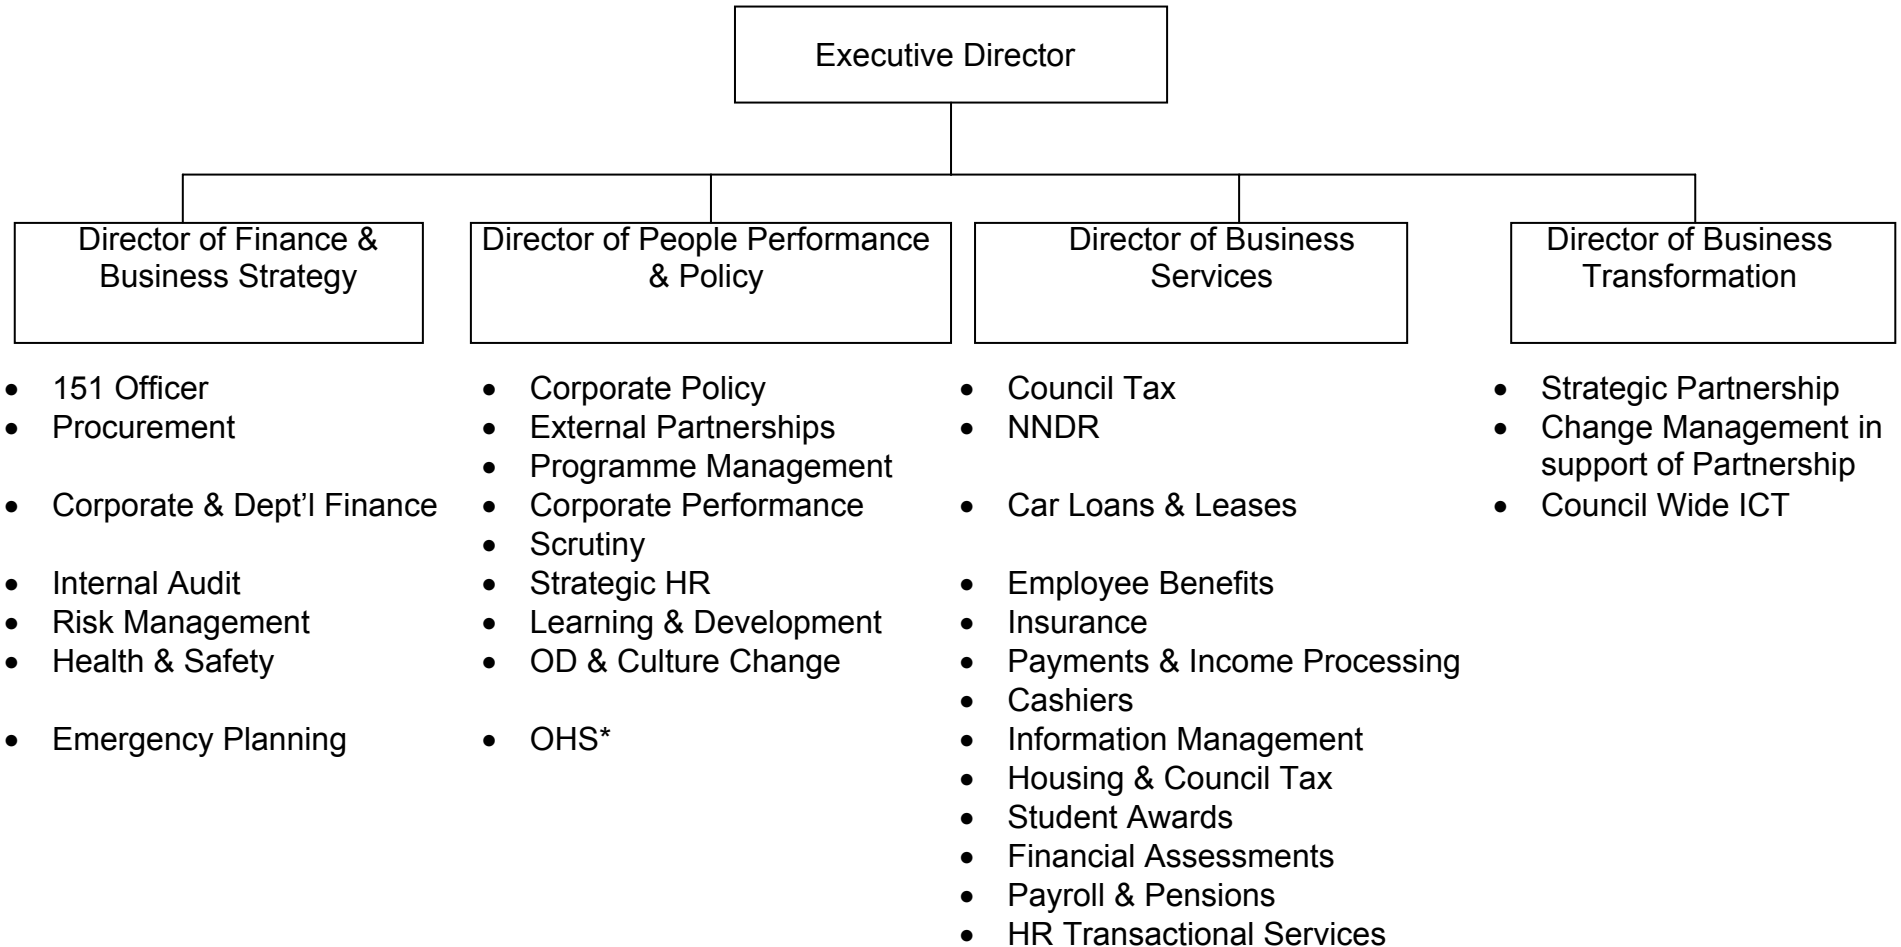 Executive Director
Director of Finance &
Business Strategy
Director of People Performance
& Policy
Director of Business
Services
Director of Business
Transformation
• 151 Officer
• Procurement
• Corporate & Dept’l Finance
• Internal Audit
• Risk Management
• Health & Safety
• Emergency Planning
• Corporate Policy
• External Partnerships
• Programme Management
• Corporate Performance
• Scrutiny
• Strategic HR
• Learning & Development
• OD & Culture Change
• OHS*
• Council Tax
• NNDR
• Car Loans & Leases
• Employee Benefits
• Insurance
• Payments & Income Processing
• Cashiers
• Information Management
• Housing & Council Tax
• Student Awards
• Financial Assessments
• Payroll & Pensions
• HR Transactional Services
• Strategic Partnership
• Change Management in
support of Partnership
• Council Wide ICT